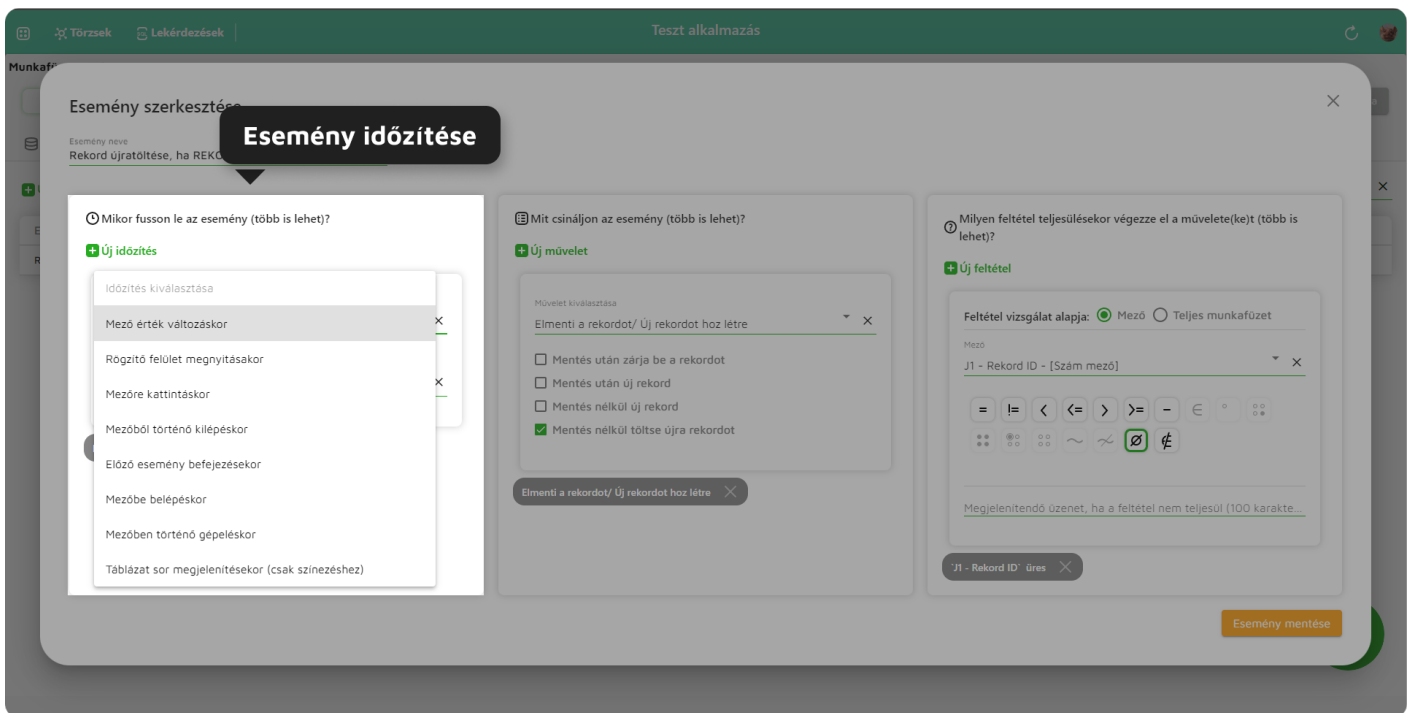 Törzsek
Lekérdezések
Teszt alkalmazás
Esemény szerkesztése
Esemény időzítése
Esemény neve
Rekord újratöltése, ha
Mikor fusson le az esemény (több is lehet)?
Új időzítés
Időzítés kiválasztása
Mező érték változáskor
Rögzítő felület megnyitásakor
Mezőre kattintáskor
Mezőből történő kilépéskor
Előző esemény befejezésekor
Mezőbe belépéskor
Mezőben történő gépeléskor
Táblázat sor megjelenítésekor (csak színezéshez)
Mit csináljon az esemény (több is lehet)?
Új művelet
Művelet kiválasztása
Elmenti a rekordot/ Új rekordot hoz létre
Mentés után zárja be a rekordot
Mentés után új rekord
Mentés nélkül új rekord
Mentés nélkül töltse újra rekordot
Elmenti a rekordot/ Új rekordot hoz létre
Milyen feltétel teljesülésekor végezze el a művelete(ke)t (több is
lehet)?
Új feltétel
Feltétel vizsgálat alapja: Mező Teljes munkafüzet
Mező
J1 - Rekord ID - [Szám mező]
= != < <= > >= – ∈ °
~ ≁ Ø ∉
Megjelenítendő üzenet, ha a feltétel nem teljesül (100 karakte...
'J1 - Rekord ID' üres
Esemény mentése